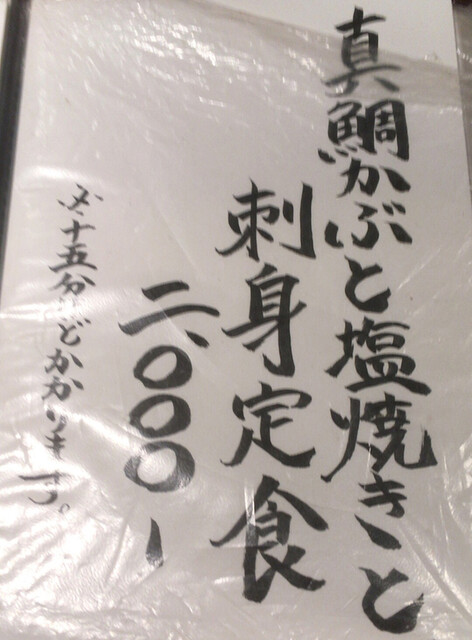 真鯛かぶと塩焼きと
刺身定食
二、〇〇〇ー
十五分ほどかかります。